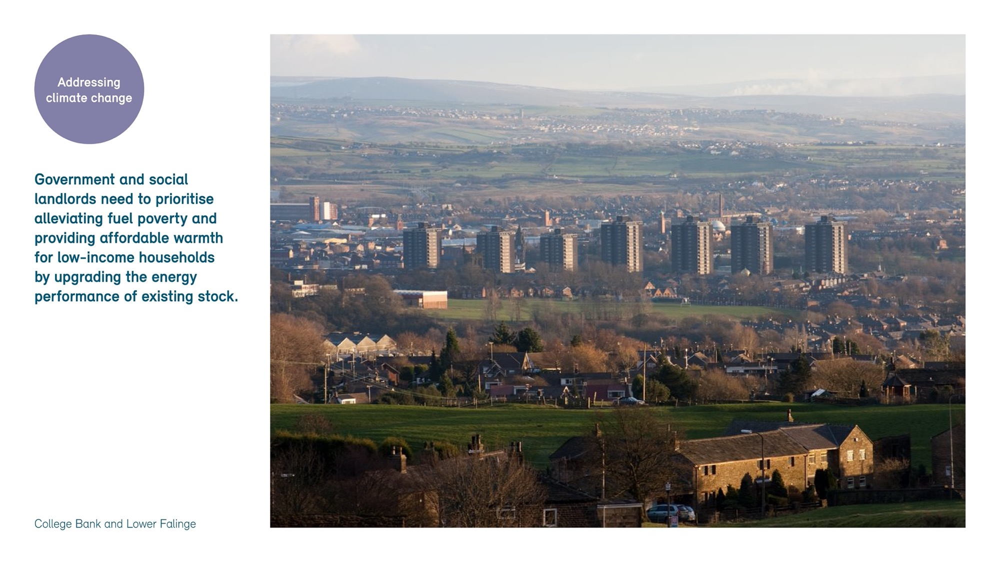 Addressing
climate change
Government and social
landlords need to prioritise
alleviating fuel poverty and
providing affordable warmth
for low-income households
by upgrading the energy
performance of existing stock.
College Bank and Lower Falinge